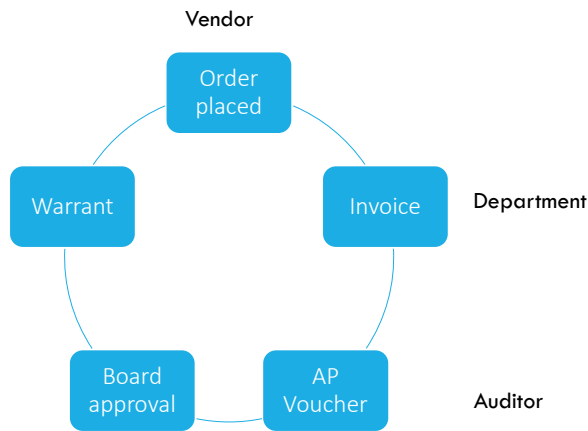 Vendor
Order
placed
Warrant
Invoice
Department
Board
approval
AP
Voucher
Auditor